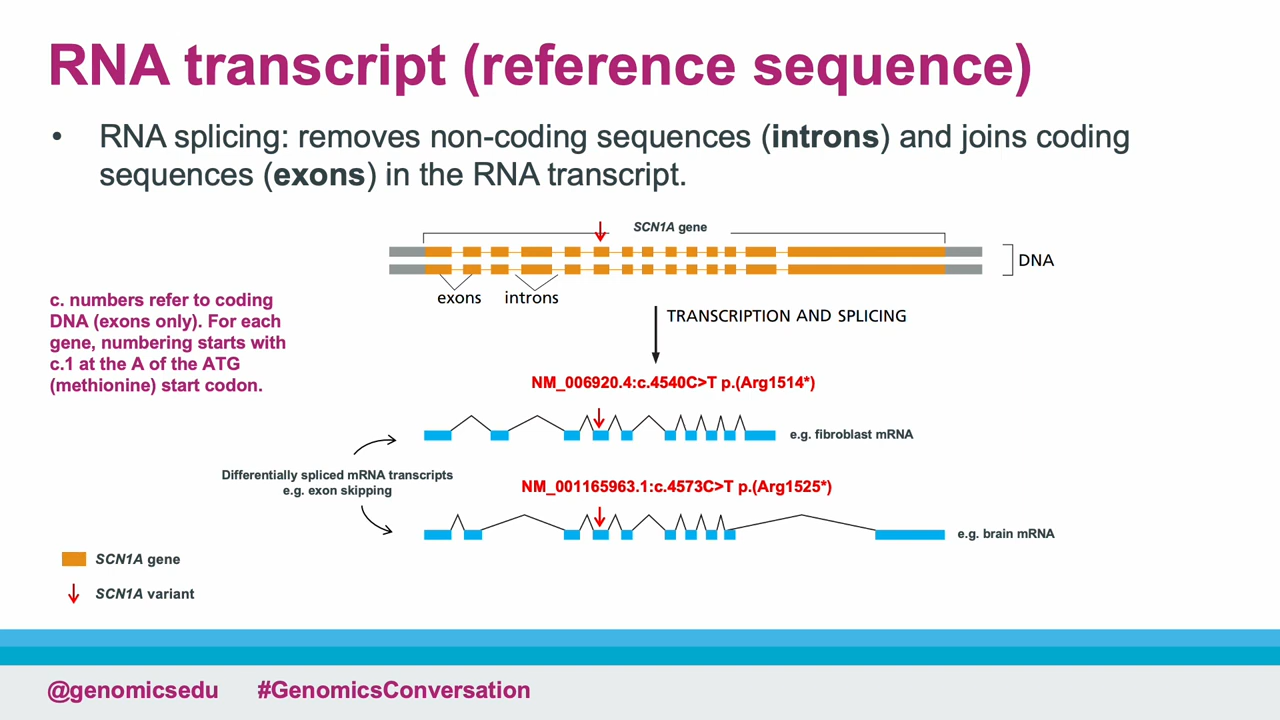 RNA transcript (reference sequence)
• RNA splicing: removes non-coding sequences (introns) and joins coding
sequences (exons) in the RNA transcript.
SCN1A gene
DNA
exons introns
c. numbers refer to coding
DNA (exons only). For each
gene, numbering starts with
c.1 at the A of the ATG
(methionine) start codon.
TRANSCRIPTION AND SPLICING
NM_006920.4:c.4540C>T p.(Arg1514*)
e.g. fibroblast mRNA
Differentially spliced mRNA transcripts
e.g. exon skipping
NM_001165963.1:c.4573C>T p.(Arg1525*)
e.g. brain mRNA
SCN1A gene
SCN1A variant
@genomicsedu #GenomicsConversation